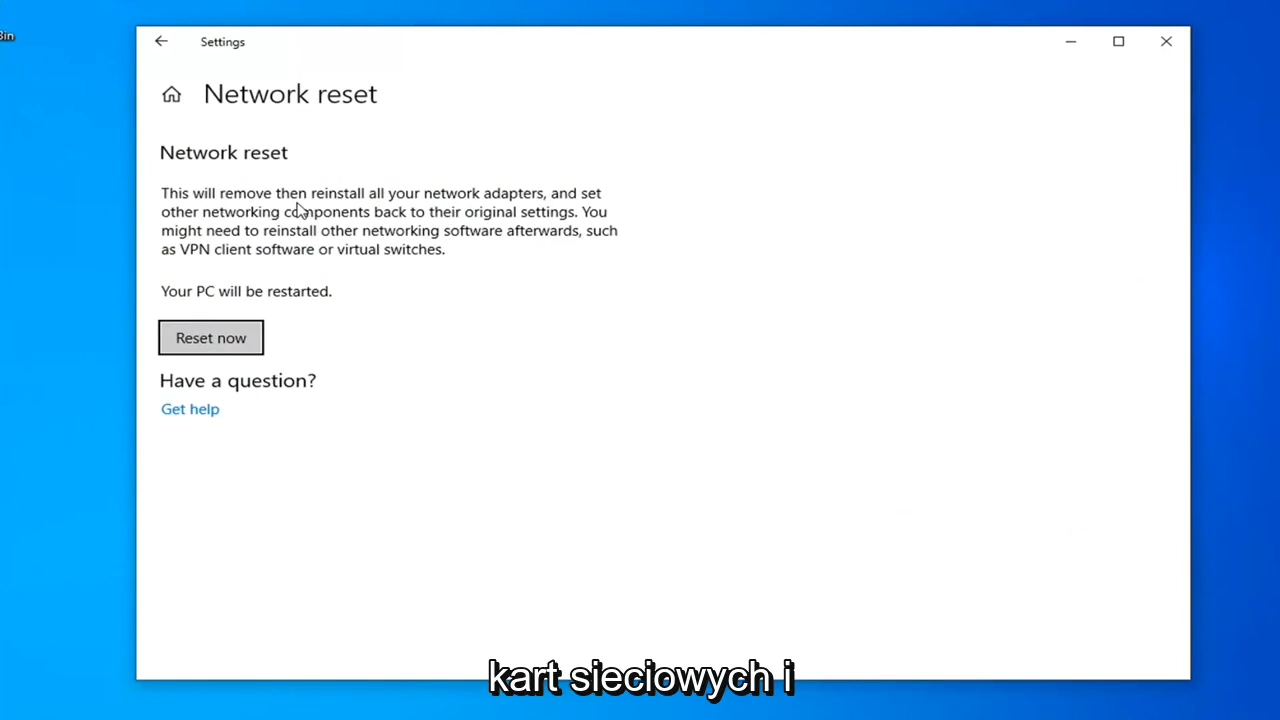 Bin
Settings
Network reset
Network reset
This will remove then reinstall all your network adapters, and set
other networking components back to their original settings. You
might need to reinstall other networking software afterwards, such
as VPN client software or virtual switches.
Your PC will be restarted.
Reset now
Have a question?
Get help
kart sieciowych i